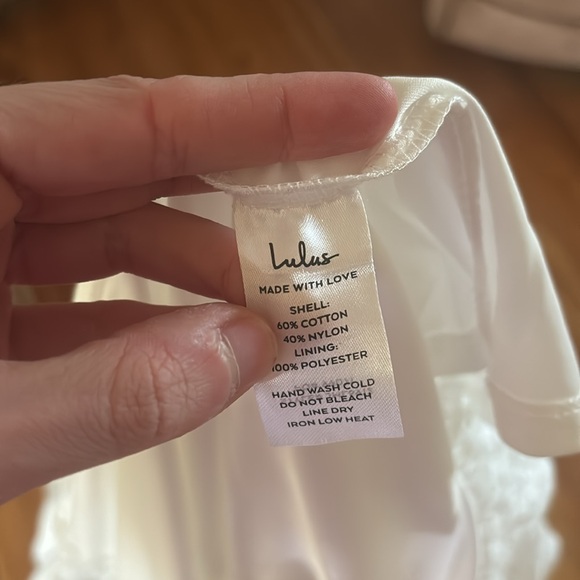 Lulus
MADE WITH LOVE
SHELL:
60% COTTON
40% NYLON
LINING:
100% POLYESTER
HAND WASH COLD
DO NOT BLEACH
LINE DRY
IRON LOW HEAT